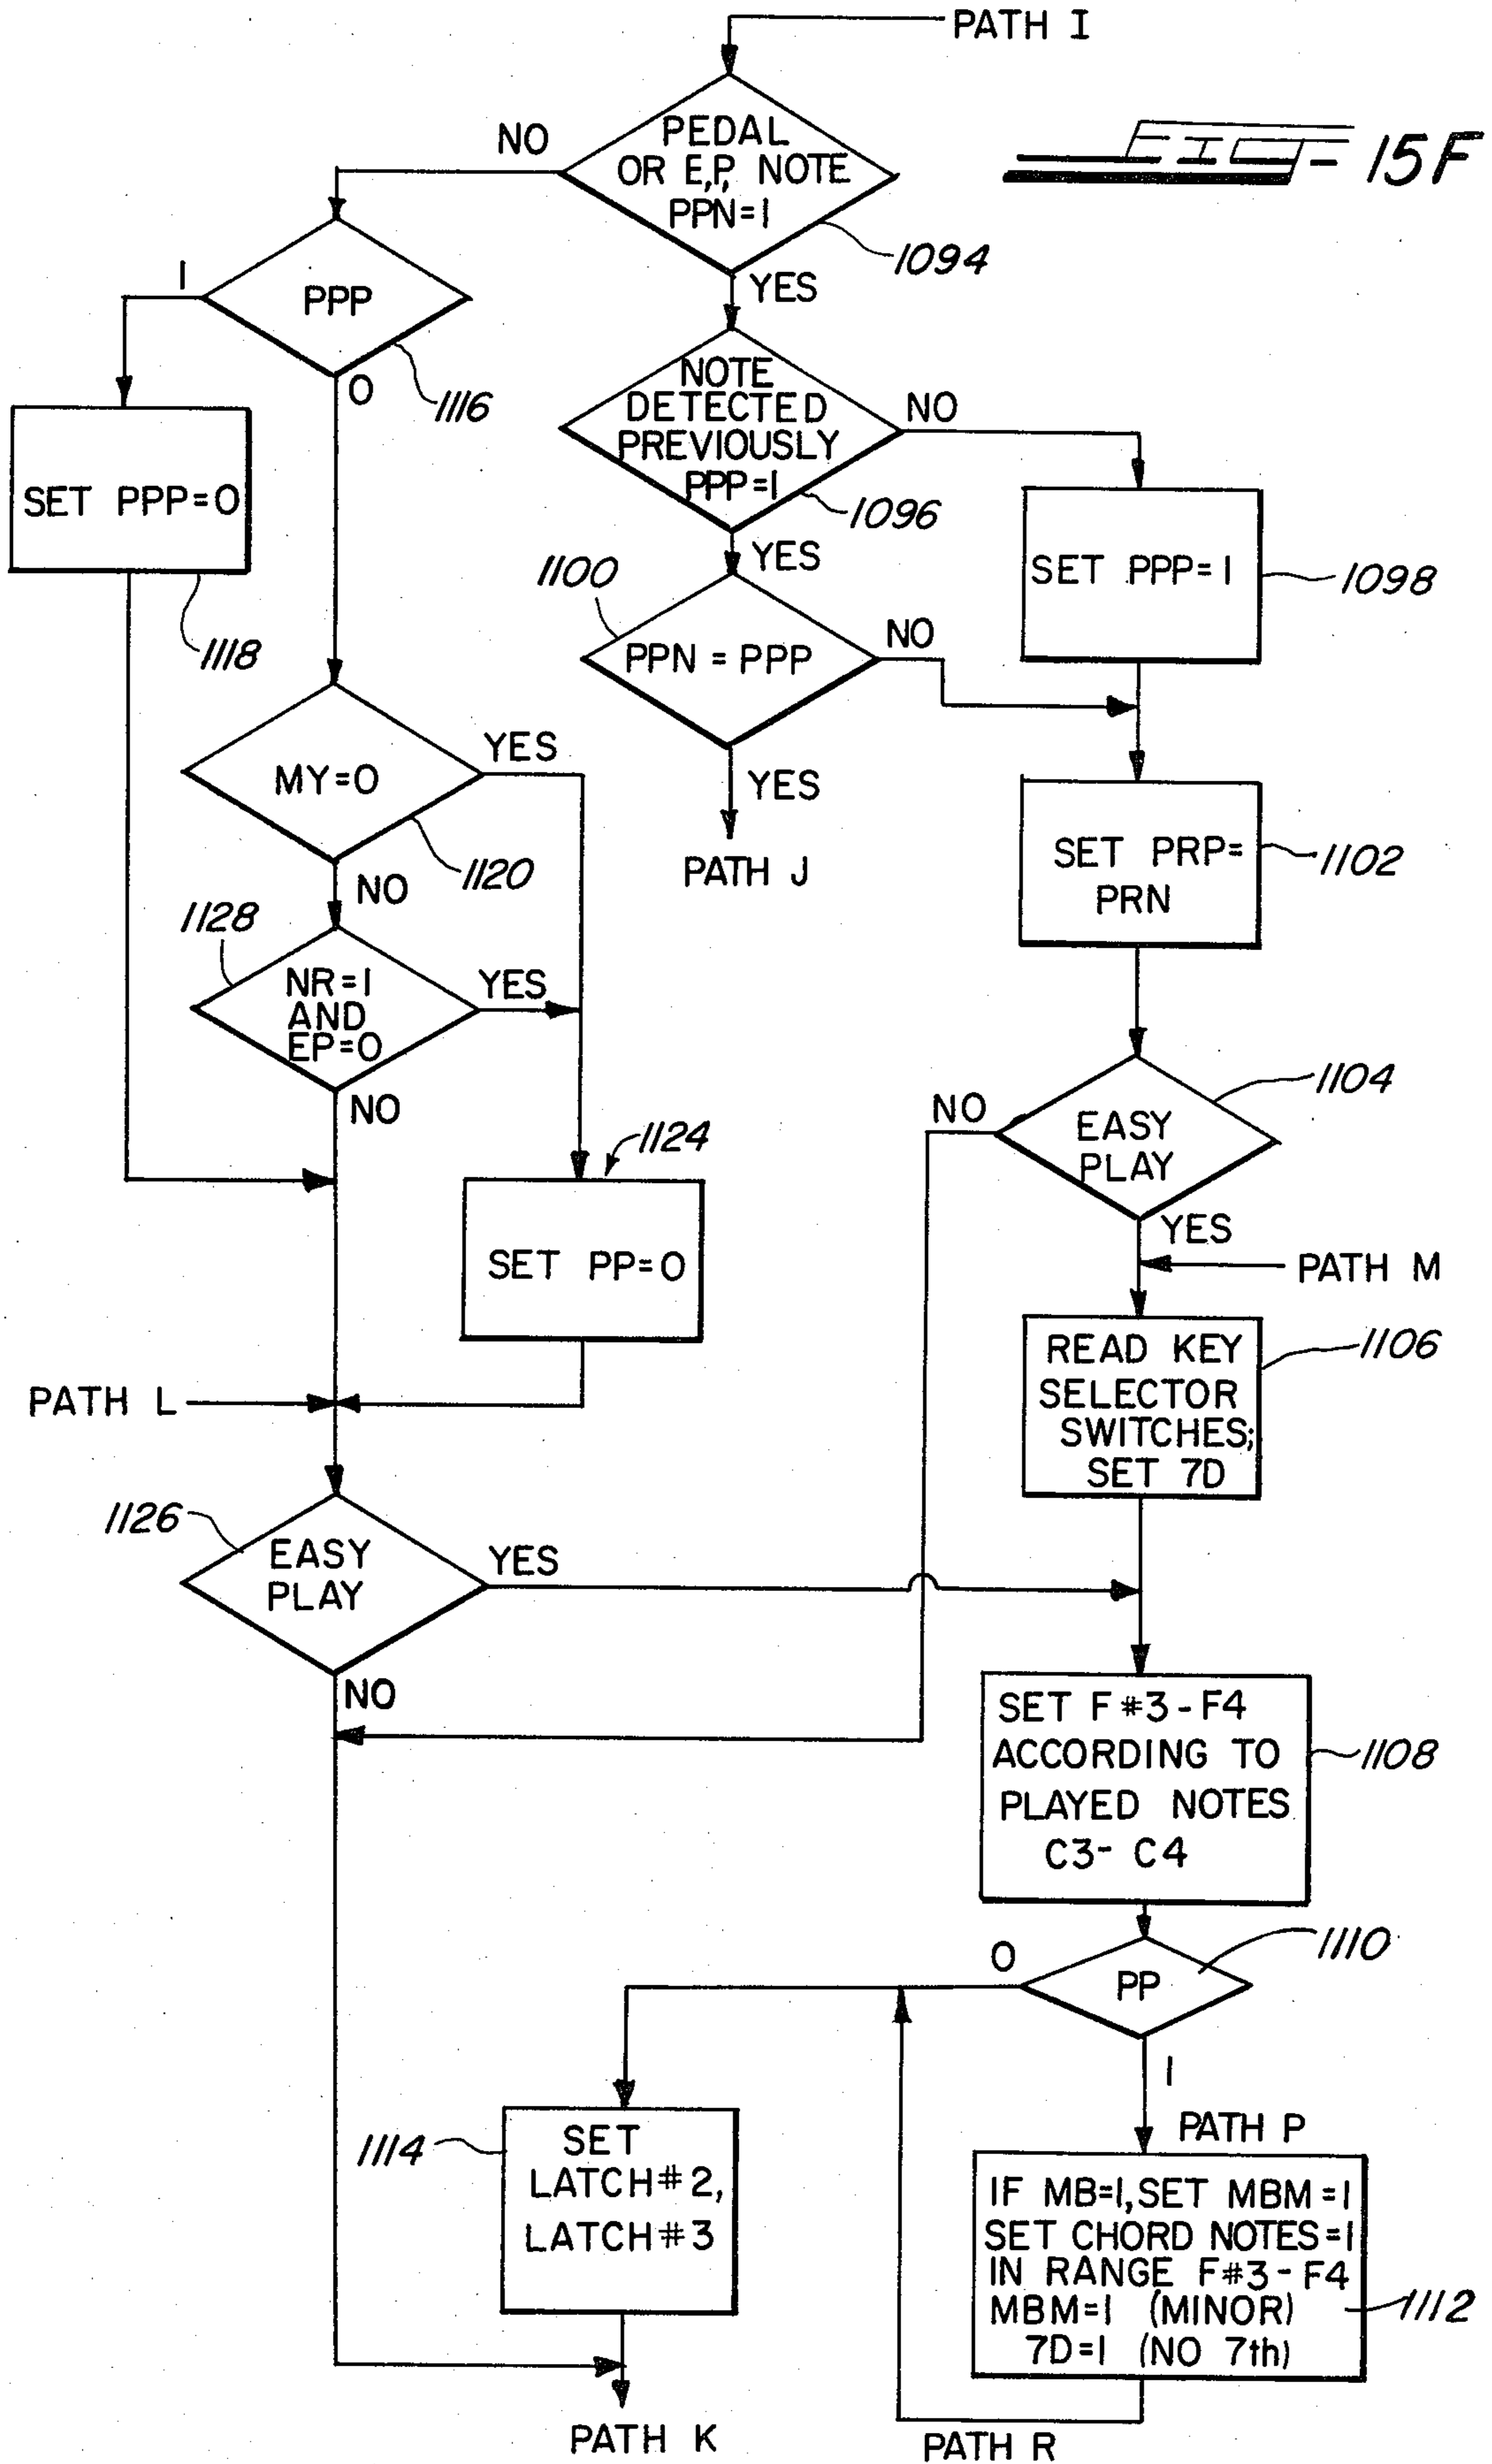 PATH I
FIG-15F
NO
PEDAL
OR E,P, NOTE
PPN=1
1094
YES
1
PPP
0
1116
NOTE
DETECTED
PREVIOUSLY
PPP=1
NO
1096
SET PPP=0
1118
YES
1100
SET PPP=1
1098
PPN = PPP
NO
YES
PATH J
MY=0
YES
1120
NO
SET PRP=
PRN
1102
1128
NR=1
AND
EP=0
YES
NO
1104
NO
EASY
PLAY
YES
1124
SET PP=0
PATH M
READ KEY
SELECTOR
SWITCHES;
SET 7D
1106
PATH L
1126
EASY
PLAY
YES
NO
SET F#3-F4
ACCORDING TO
PLAYED NOTES
C3- C4
1108
0
PP
1110
1
PATH P
1114
SET
LATCH#2,
LATCH#3
IF MB=1,SET MBM=1
SET CHORD NOTES=1
IN RANGE F#3-F4
MBM=1 (MINOR)
7D=1 (NO 7th)
1112
PATH K
PATH R